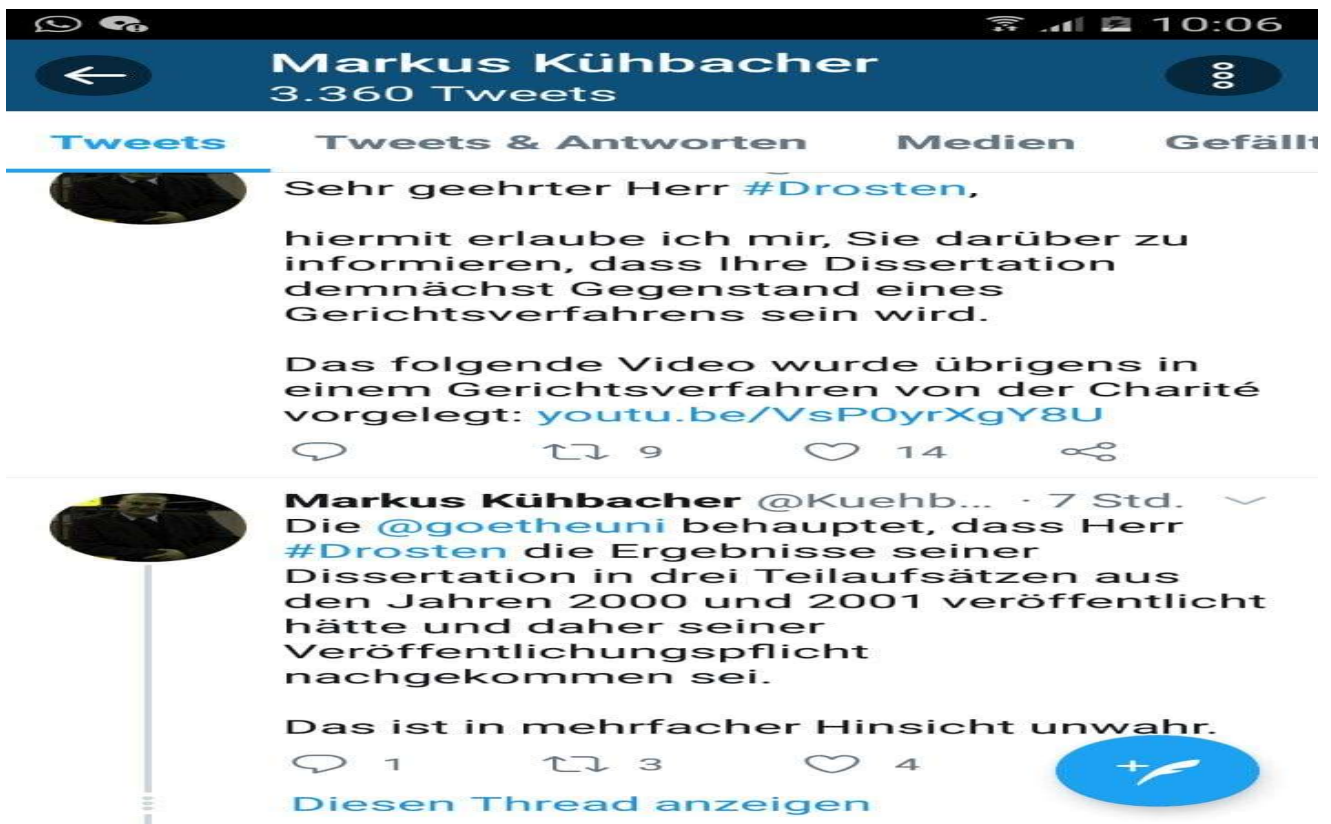 10:06
Markus Kühbacher
3.360 Tweets
Tweets Tweets & Antworten Medien Gefällt
Sehr geehrter Herr #Drosten,
hiermit erlaube ich mir, Sie darüber zu
informieren, dass Ihre Dissertation
demnächst Gegenstand eines
Gerichtsverfahrens sein wird.
Das folgende Video wurde übrigens in
einem Gerichtsverfahren von der Charité
vorgelegt: youtu.be/VsP0yrXgY8U
9 14
Markus Kühbacher @Kuehb... · 7 Std.
Die @goetheuni behauptet, dass Herr
#Drosten die Ergebnisse seiner
Dissertation in drei Teilaufsätzen aus
den Jahren 2000 und 2001 veröffentlicht
hätte und daher seiner
Veröffentlichungspflicht
nachgekommen sei.
Das ist in mehrfacher Hinsicht unwahr.
1 3 4
Diesen Thread anzeigen